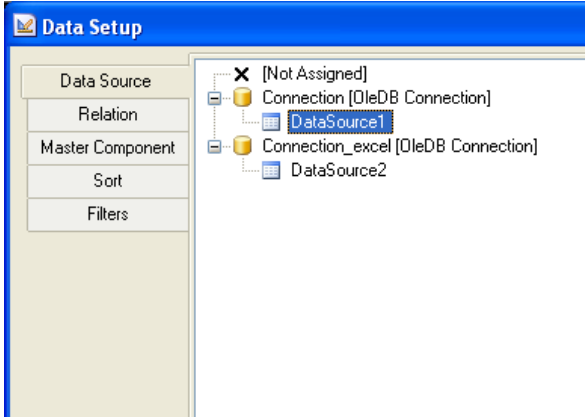 Data Setup
Data Source
Relation
Master Component
Sort
Filters
[Not Assigned]
Connection [OleDB Connection]
DataSource1
Connection_excel [OleDB Connection]
DataSource2